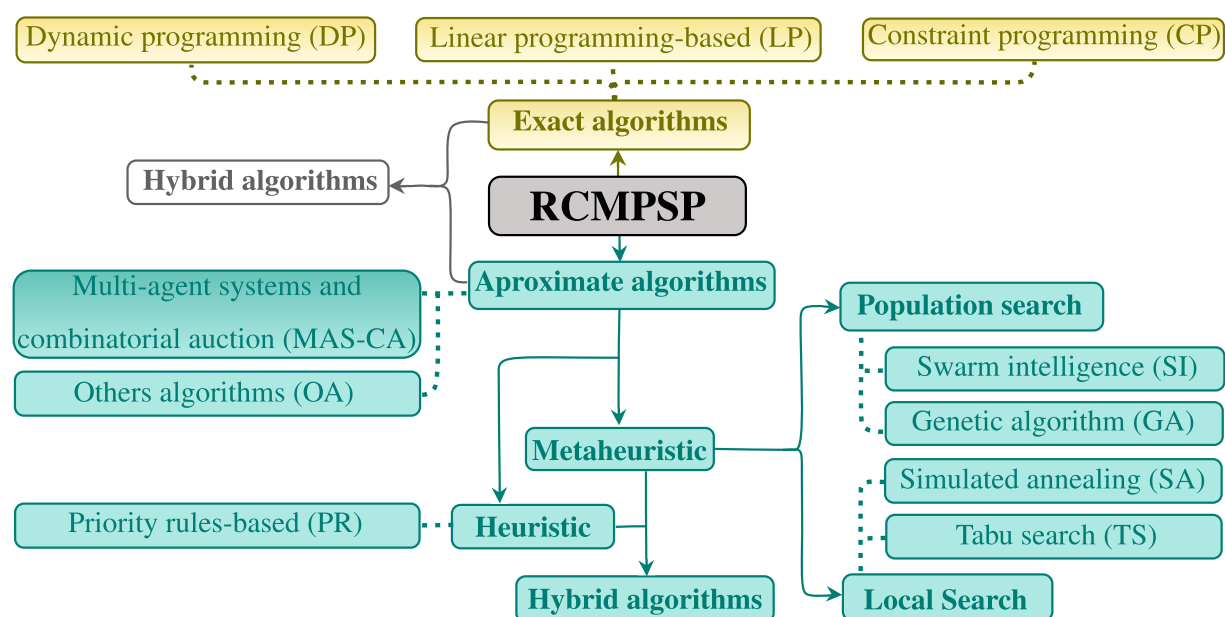 Dynamic programming (DP)
Linear programming-based (LP)
Constraint programming (CP)
Exact algorithms
Hybrid algorithms
RCMPSP
Aproximate algorithms
Multi-agent systems and
combinatorial auction (MAS-CA)
Others algorithms (OA)
Population search
Swarm intelligence (SI)
Genetic algorithm (GA)
Metaheuristic
Simulated annealing (SA)
Priority rules-based (PR)
Heuristic
Tabu search (TS)
Hybrid algorithms
Local Search